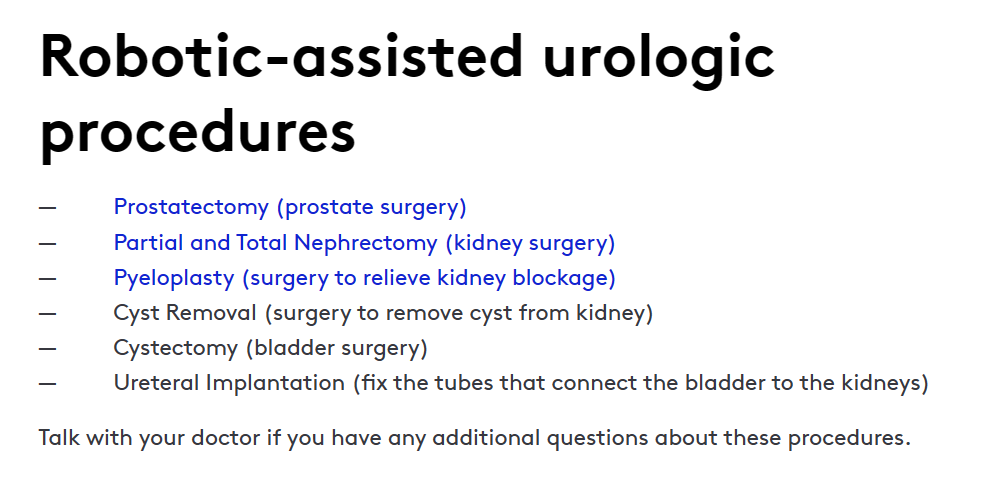 Robotic-assisted urologic
procedures
— Prostatectomy (prostate surgery)
— Partial and Total Nephrectomy (kidney surgery)
— Pyeloplasty (surgery to relieve kidney blockage)
— Cyst Removal (surgery to remove cyst from kidney)
— Cystectomy (bladder surgery)
— Ureteral Implantation (fix the tubes that connect the bladder to the kidneys)
Talk with your doctor if you have any additional questions about these procedures.